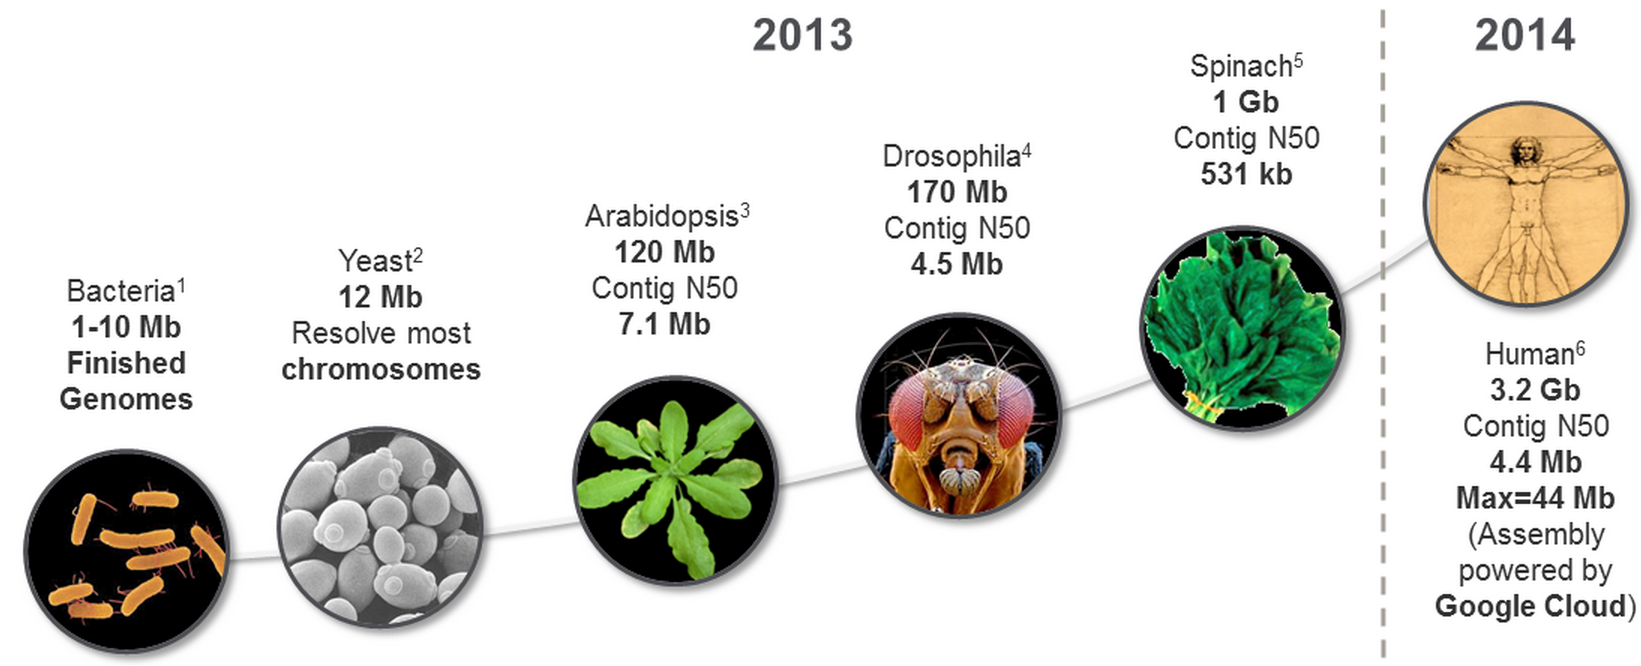 2013
2014
Bacteria1
1-10 Mb
Finished
Genomes
Yeast2
12 Mb
Resolve most
chromosomes
Arabidopsis3
120 Mb
Contig N50
7.1 Mb
Drosophila4
170 Mb
Contig N50
4.5 Mb
Spinach5
1 Gb
Contig N50
531 kb
Human6
3.2 Gb
Contig N50
4.4 Mb
Max=44 Mb
(Assembly
powered by
Google Cloud)